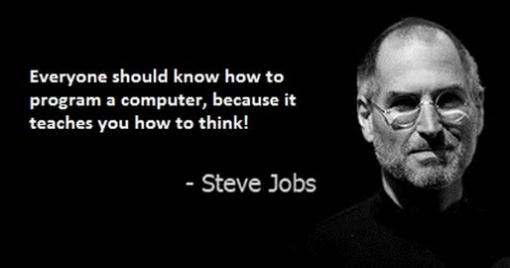 Everyone should know how to
program a computer, because it
teaches you how to think!
- Steve Jobs